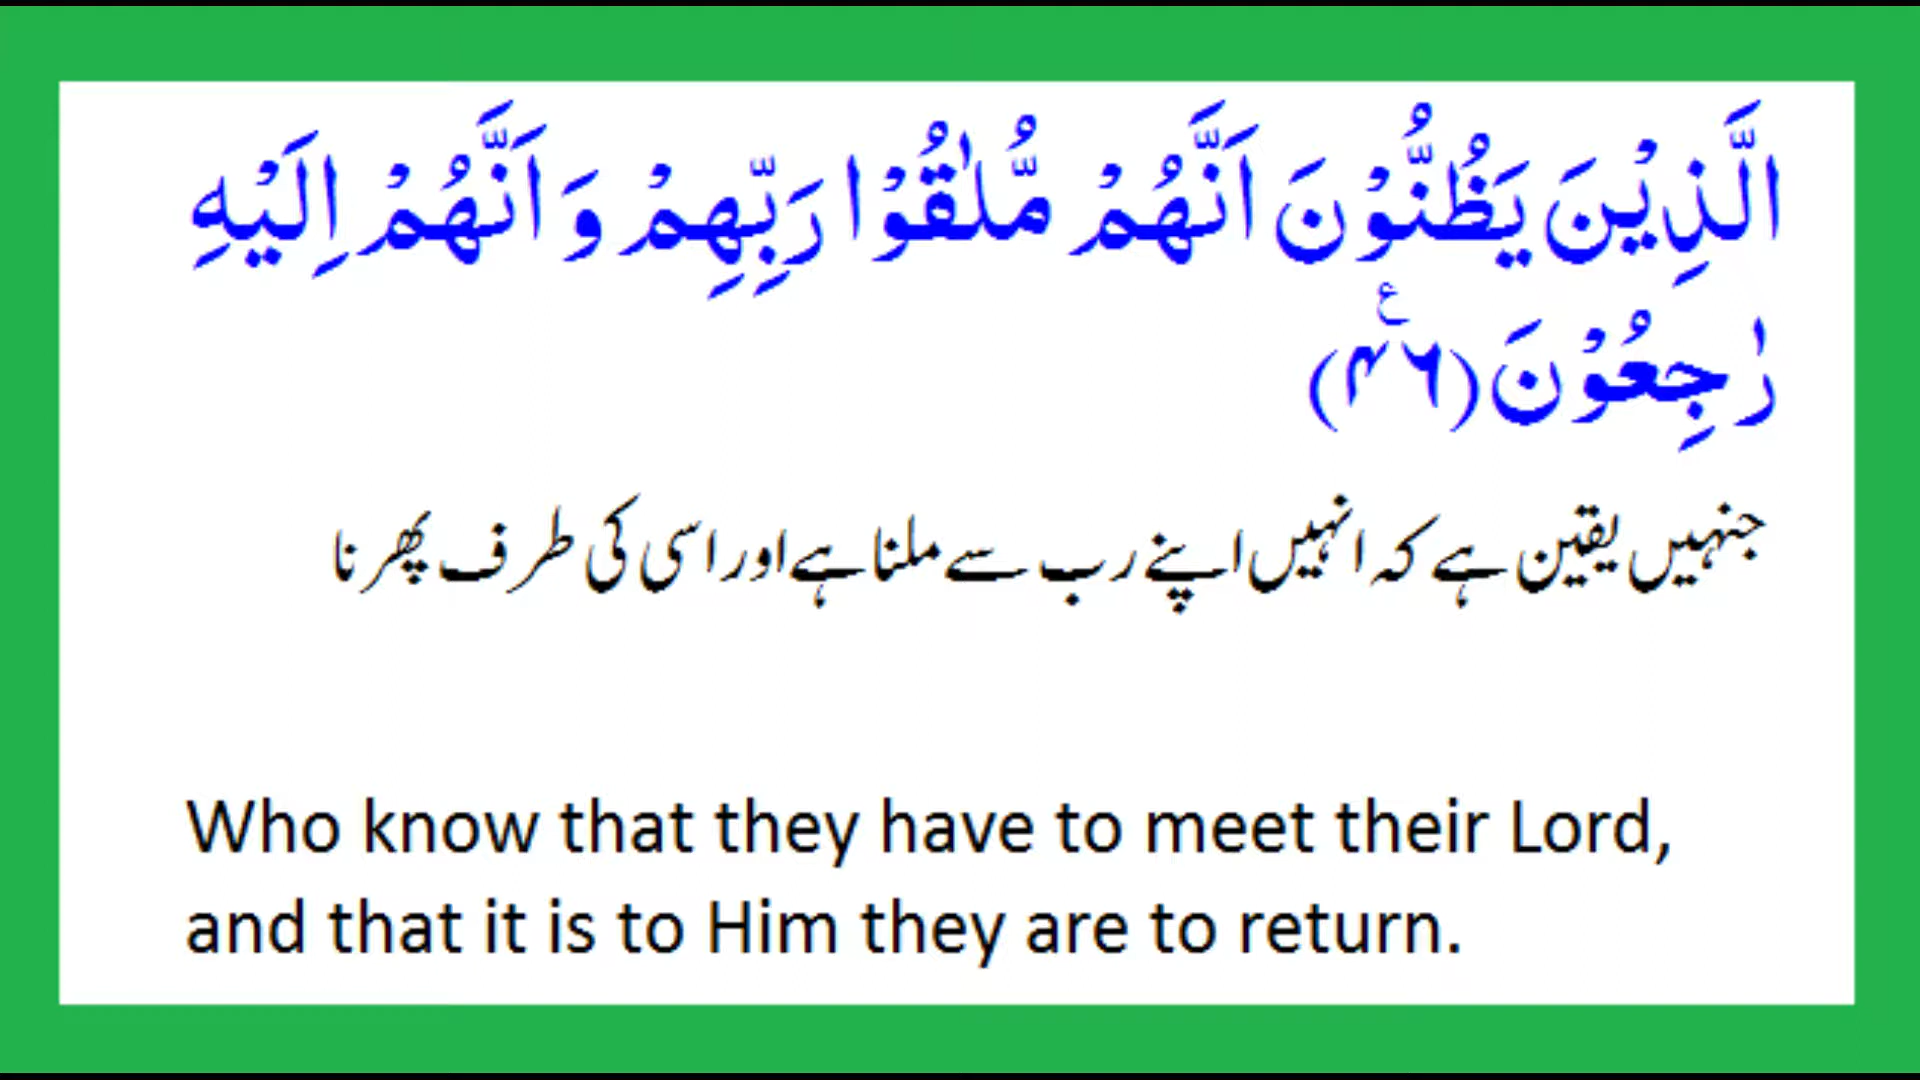 الَّذِیْنَ یَظُنُّوْنَ اَنَّهُمْ مُّلٰقُوْا رَبِّهِمْ وَ اَنَّهُمْ اِلَیْهِ
رٰجِعُوْنَ۠(۴۶)
جنہیں یقین ہے کہ انہیں اپنے رب سے ملنا ہے اور اسی کی طرف پھرنا
Who know that they have to meet their Lord,
and that it is to Him they are to return.